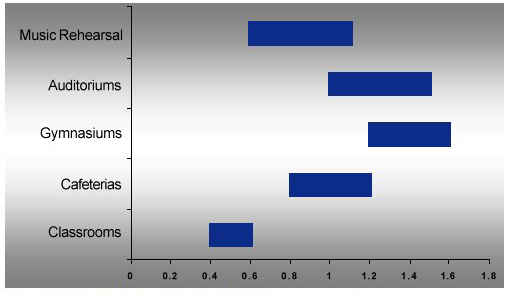 Music Rehearsal
Auditoriums
Gymnasiums
Cafeterias
Classrooms
0 0.2 0.4 0.6 0.8 1 1.2 1.4 1.6 1.8